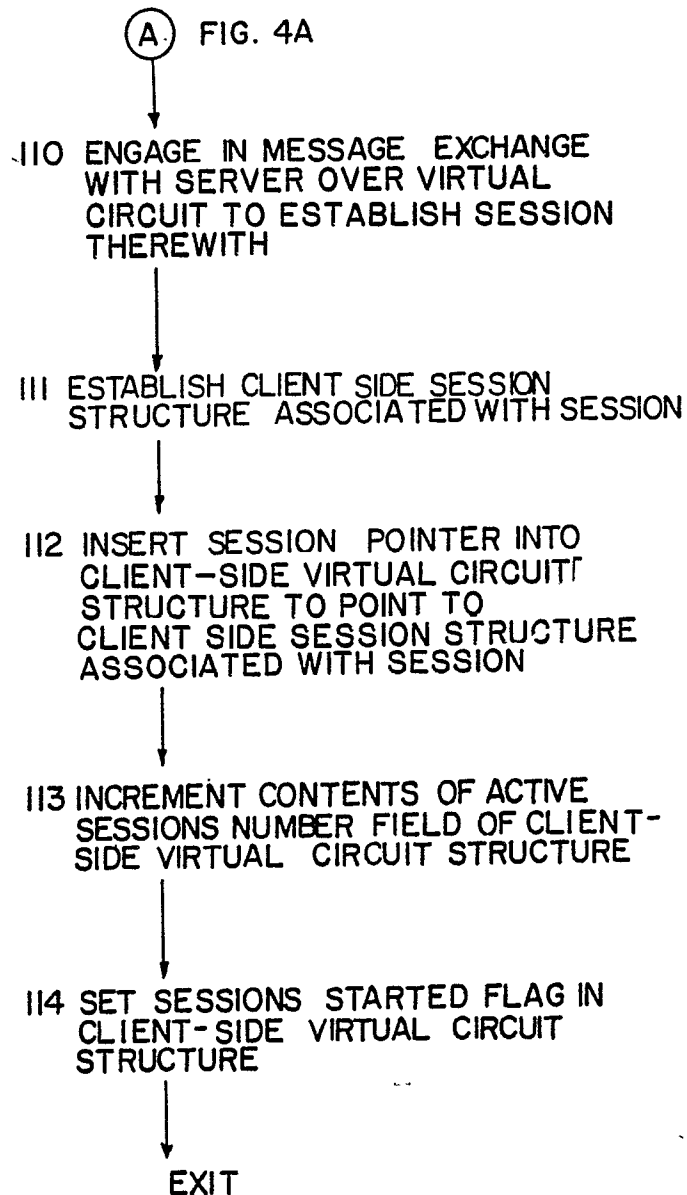 A FIG. 4A
110 ENGAGE IN MESSAGE EXCHANGE
WITH SERVER OVER VIRTUAL
CIRCUIT TO ESTABLISH SESSION
THEREWITH
111 ESTABLISH CLIENT SIDE SESSION
STRUCTURE ASSOCIATED WITH SESSION
112 INSERT SESSION POINTER INTO
CLIENT-SIDE VIRTUAL CIRCUIT
STRUCTURE TO POINT TO
CLIENT SIDE SESSION STRUCTURE
ASSOCIATED WITH SESSION
113 INCREMENT CONTENTS OF ACTIVE
SESSIONS NUMBER FIELD OF CLIENT-
SIDE VIRTUAL CIRCUIT STRUCTURE
114 SET SESSIONS STARTED FLAG IN
CLIENT-SIDE VIRTUAL CIRCUIT
STRUCTURE
EXIT